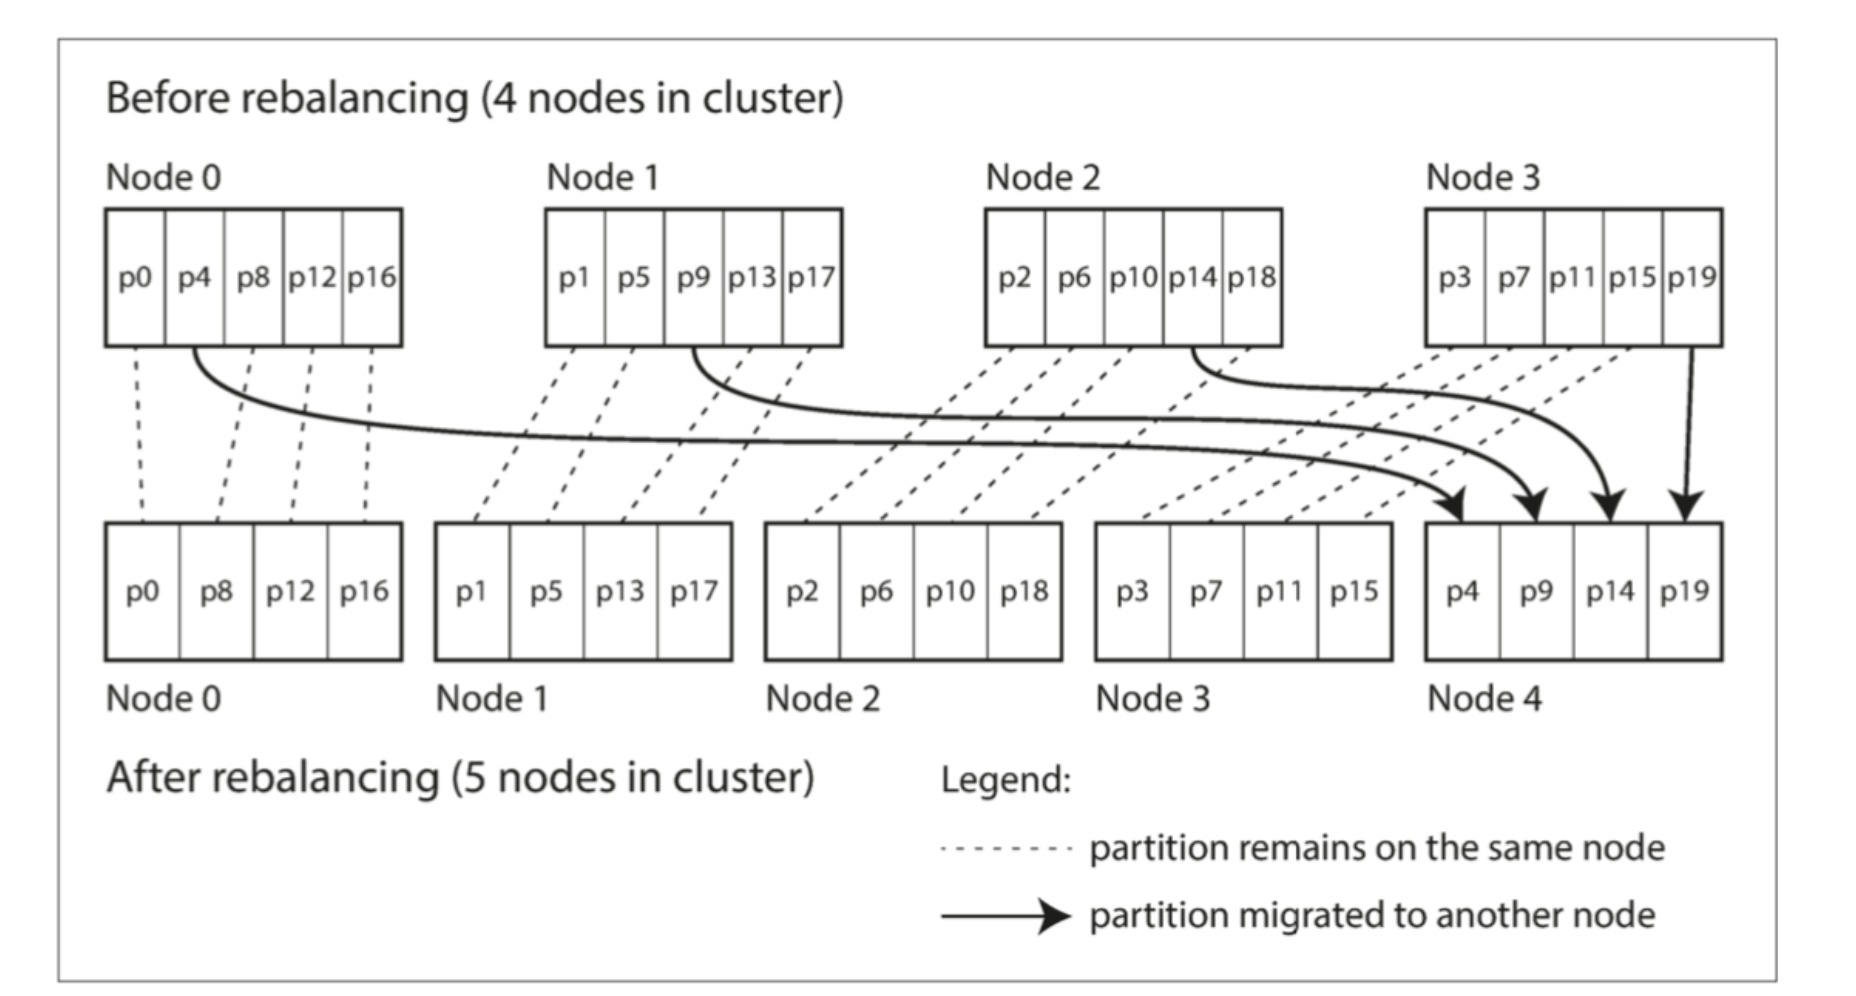 Before rebalancing (4 nodes in cluster)
Node 0 Node 1 Node 2 Node 3
p0 p4 p8 p12 p16 p1 p5 p9 p13 p17 p2 p6 p10 p14 p18 p3 p7 p11 p15 p19
p0 p8 p12 p16 p1 p5 p13 p17 p2 p6 p10 p18 p3 p7 p11 p15 p4 p9 p14 p19
Node 0 Node 1 Node 2 Node 3 Node 4
After rebalancing (5 nodes in cluster)
Legend:
partition remains on the same node
partition migrated to another node